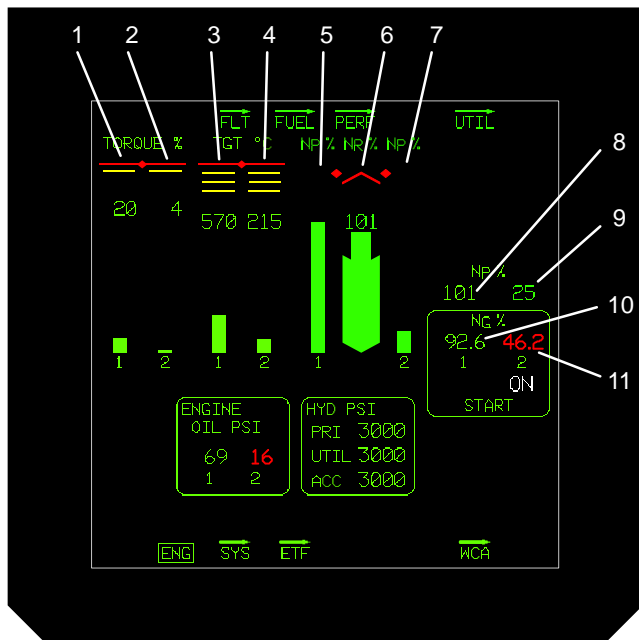 1 2 3 4 5 6 7
FLT FUEL PERF UTIL
TORQUE % TGT °C NP% NR% NP%
8
20 4 570 215 101
9
NP%
101 25
10
NG%
92.6 46.2
1 2 1 2 1 2 1 2
11
ON
START
ENGINE HYD PSI
OIL PSI PRI 3000
69 16 UTIL 3000
1 2 ACC 3000
ENG SYS ETF WCA